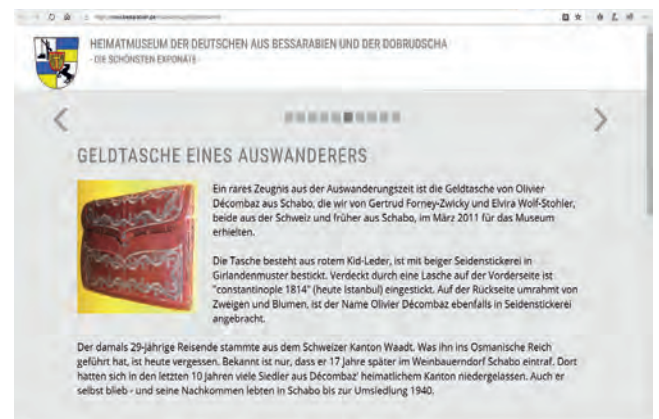 HEIMATMUSEUM DER DEUTSCHEN AUS BESSARABIEN UND DER DOBRUDSCHA
- DIE SCHÖNSTEN EXPONATE -
GELDTASCHE EINES AUSWANDERERS
Ein rares Zeugnis aus der Auswanderungszeit ist die Geldtasche von Olivier
Décombaz aus Schabo, die wir von Gertrud Forney-Zwicky und Elvira Wolf-Stohler,
beide aus der Schweiz und früher aus Schabo, im März 2011 für das Museum
erhielten.
Die Tasche besteht aus rotem Kid-Leder, ist mit beiger Seidenstickerei in
Girlandenmuster bestickt. Verdeckt durch eine Lasche auf der Vorderseite ist
"constantinople 1814" (heute Istanbul) eingestickt. Auf der Rückseite umrahmt von
Zweigen und Blumen, ist der Name Olivier Décombaz ebenfalls in Seidenstickerei
angebracht.
Der damals 29-jährige Reisende stammte aus dem Schweizer Kanton Waadt. Was ihn ins Osmanische Reich
geführt hat, ist heute vergessen. Bekannt ist nur, dass er 17 Jahre später im Weinbauerndorf Schabo eintraf. Dort
hatten sich in den letzten 10 Jahren viele Siedler aus Décombaz' heimatlichem Kanton niedergelassen. Auch er
selbst blieb - und seine Nachkommen lebten in Schabo bis zur Umsiedlung 1940.